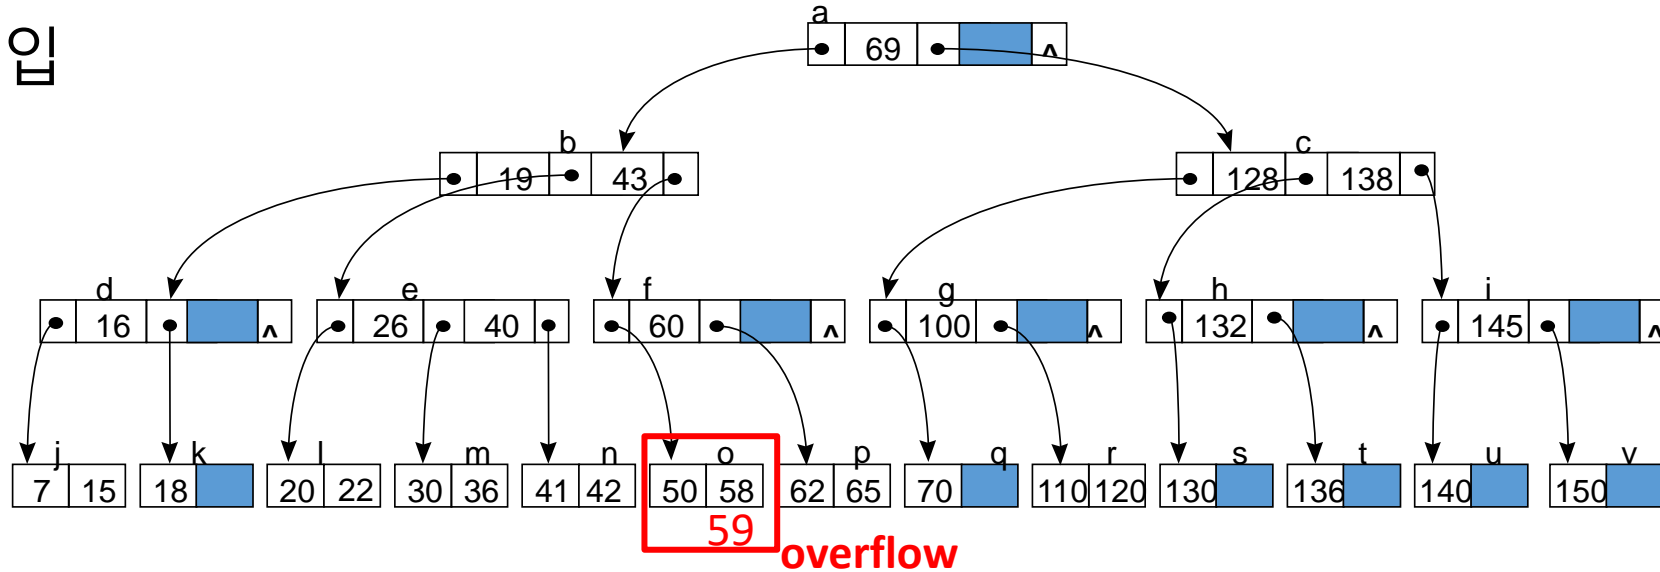 a
69 ^
b c
19 43 128 138
d e f g h i
16 ^ 26 40 60 ^ 100 ^ 132 ^ 145 ^
j k l m n o p q r s t u v
7 15 18 20 22 30 36 41 42 50 58 62 65 70 110 120 130 136 140 150
59
overflow